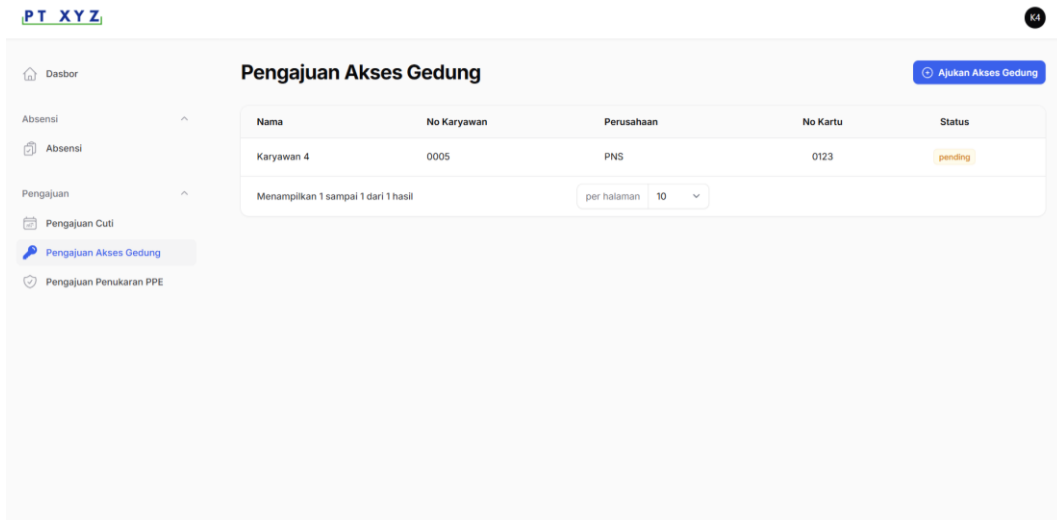 PT XYZ
K4
Dasbor
Absensi
Absensi
Pengajuan
Pengajuan Cuti
Pengajuan Akses Gedung
Pengajuan Penukaran PPE
Pengajuan Akses Gedung
Ajukan Akses Gedung
Nama No Karyawan Perusahaan No Kartu Status
Karyawan 4 0005 PNS 0123 pending
Menampilkan 1 sampai 1 dari 1 hasil per halaman 10